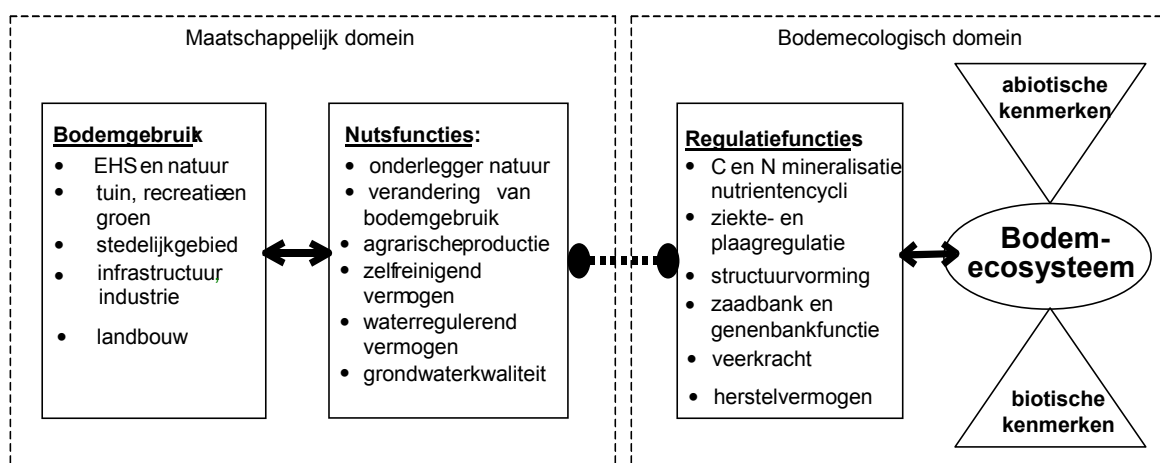 Maatschappelijk domein
Bodemgebruik
• EHS en natuur
• tuin, recreatie en
groen
• stedelijk gebied
• infrastructuur,
industrie
• landbouw
Nutsfuncties:
• onderlegger natuur
• verandering van
bodemgebruik
• agrarische productie
• zelfreinigend
vermogen
• waterregulerend
vermogen
• grondwaterkwaliteit
Bodemecologisch domein
Regulatiefuncties
• C en N mineralisatie
nutrientencycli
• ziekte- en
plaagregulatie
• structuurvorming
• zaadbank en
genenbankfunctie
• veerkracht
• herstelvermogen
abiotische
kenmerken
Bodem-
ecosysteem
biotische
kenmerken